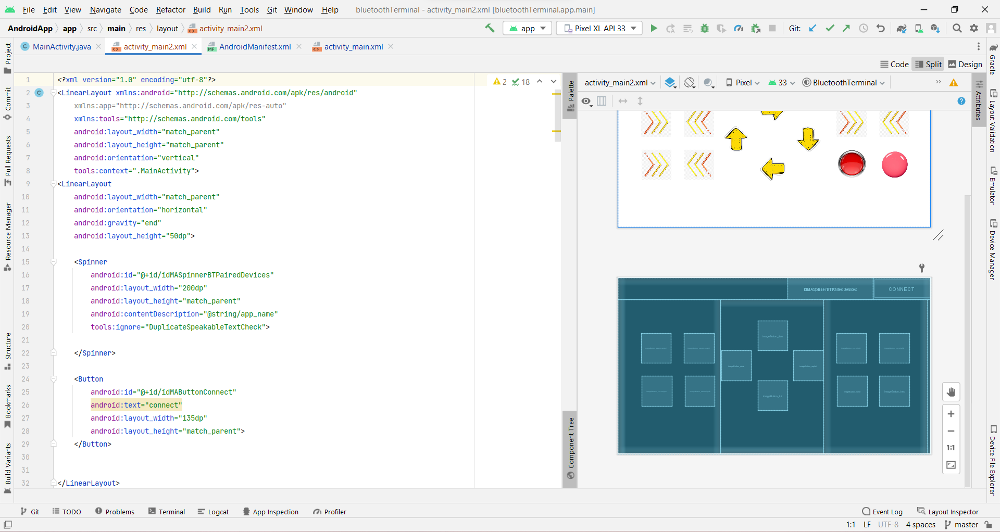 File Edit View Navigate Code Refactor Build Run Tools Git Window Help bluetoothTerminal - activity_main2.xml [bluetoothTerminal.app.main]
AndroidApp app src main res layout activity_main2.xml app Pixel XL API 33 Git:
MainActivity.java activity_main2.xml AndroidManifest.xml activity_main.xml
Code Split Design
Project
Commit
Pull Requests
Resource Manager
Structure
Bookmarks
Build Variants
1 <?xml version="1.0" encoding="utf-8"?>
2 <LinearLayout xmlns:android="http://schemas.android.com/apk/res/android"
3 xmlns:app="http://schemas.android.com/apk/res-auto"
4 xmlns:tools="http://schemas.android.com/tools"
5 android:layout_width="match_parent"
6 android:layout_height="match_parent"
7 android:orientation="vertical"
8 tools:context=".MainActivity">
9 <LinearLayout
10 android:layout_width="match_parent"
11 android:orientation="horizontal"
12 android:gravity="end"
13 android:layout_height="50dp">
14
15 <Spinner
16 android:id="@+id/idMASpinnerBTPairedDevices"
17 android:layout_width="200dp"
18 android:layout_height="match_parent"
19 android:contentDescription="@string/app_name"
20 tools:ignore="DuplicateSpeakableTextCheck">
21
22 </Spinner>
23
24 <Button
25 android:id="@+id/idMAButtonConnect"
26 android:text="connect"
27 android:layout_width="135dp"
28 android:layout_height="match_parent">
29 </Button>
30
31
32 </LinearLayout>
2 18
Palette
Component Tree
activity_main2.xml Pixel 33 BluetoothTerminal
idMASpinnerBTPairedDevices CONNECT
1:1
Attributes
Gradle
Layout Validation
Emulator
Device Manager
Device File Explorer
Git TODO Problems Terminal Logcat App Inspection Profiler Event Log Layout Inspector
1:1 LF UTF-8 4 spaces master